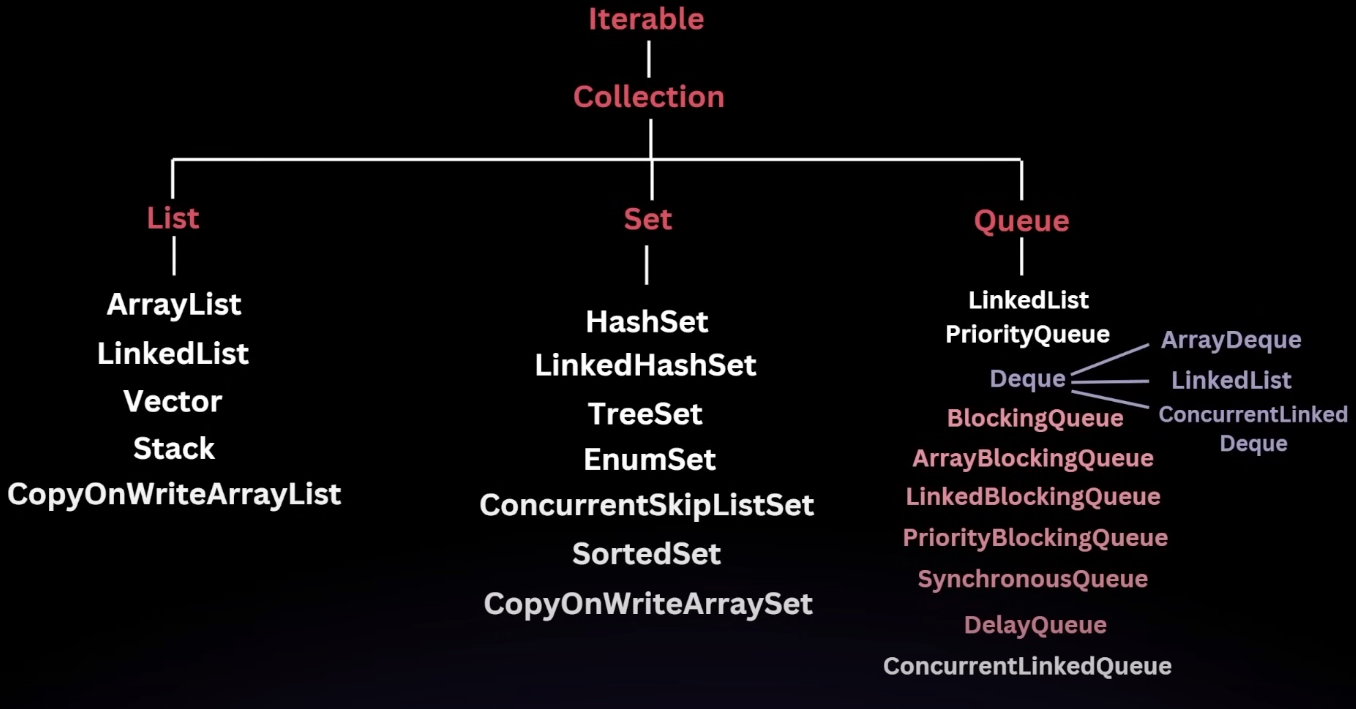 Iterable
Collection
List
Set
Queue
ArrayList
LinkedList
Vector
Stack
CopyOnWriteArrayList
HashSet
LinkedHashSet
TreeSet
EnumSet
ConcurrentSkipListSet
SortedSet
CopyOnWriteArraySet
LinkedList
PriorityQueue
Deque
ArrayDeque
LinkedList
ConcurrentLinked
Deque
BlockingQueue
ArrayBlockingQueue
LinkedBlockingQueue
PriorityBlockingQueue
SynchronousQueue
DelayQueue
ConcurrentLinkedQueue